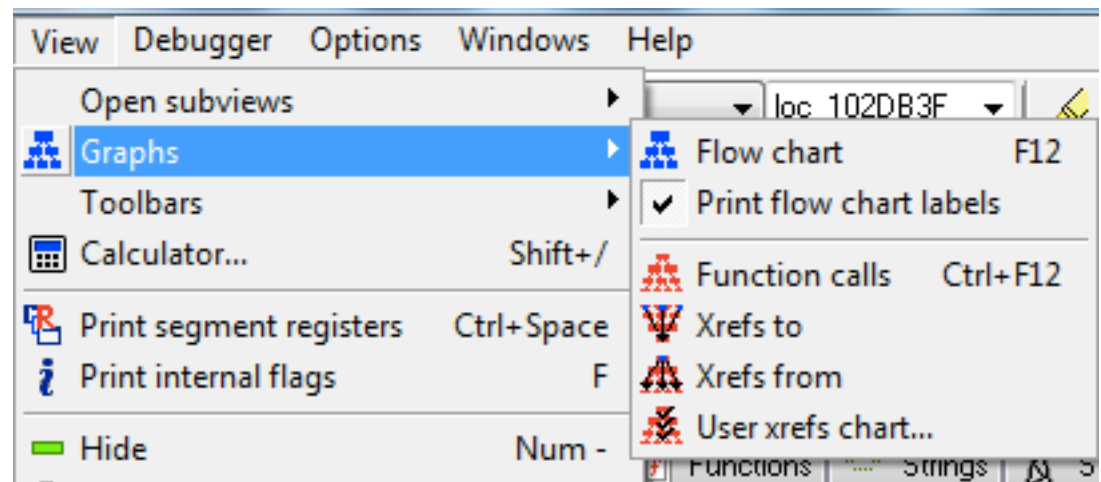 View Debugger Options Windows Help
Open subviews
loc_102DB3F
Graphs
Flow chart F12
Toolbars
Print flow chart labels
Calculator... Shift+/
Function calls Ctrl+F12
Print segment registers Ctrl+Space
Xrefs to
Print internal flags F
Xrefs from
User xrefs chart...
Hide Num -
Functions Strings